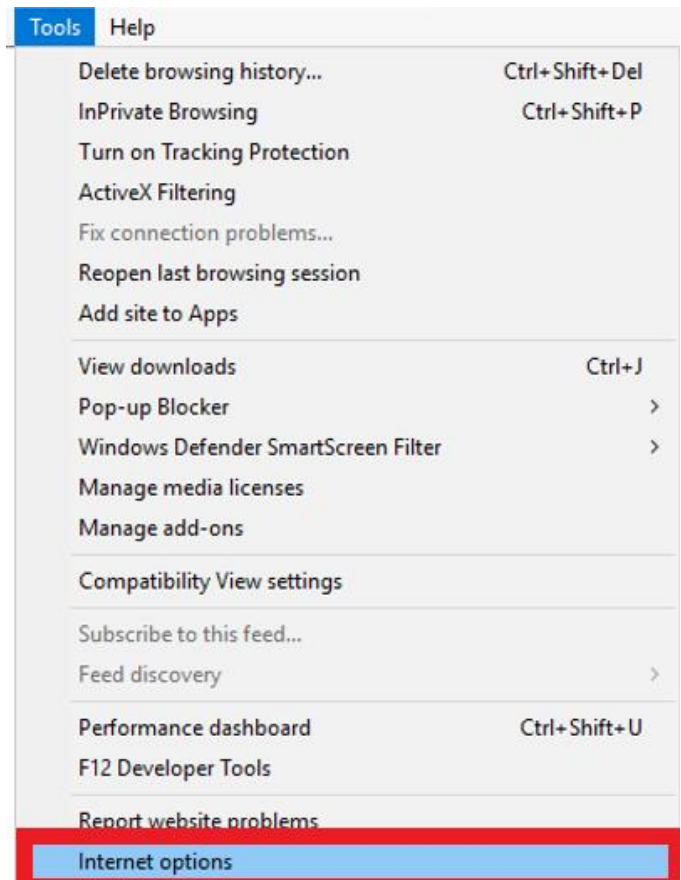 Tools Help
Delete browsing history... Ctrl+Shift+Del
InPrivate Browsing Ctrl+Shift+P
Turn on Tracking Protection
ActiveX Filtering
Fix connection problems...
Reopen last browsing session
Add site to Apps
View downloads Ctrl+J
Pop-up Blocker
Windows Defender SmartScreen Filter
Manage media licenses
Manage add-ons
Compatibility View settings
Subscribe to this feed...
Feed discovery
Performance dashboard Ctrl+Shift+U
F12 Developer Tools
Report website problems
Internet options